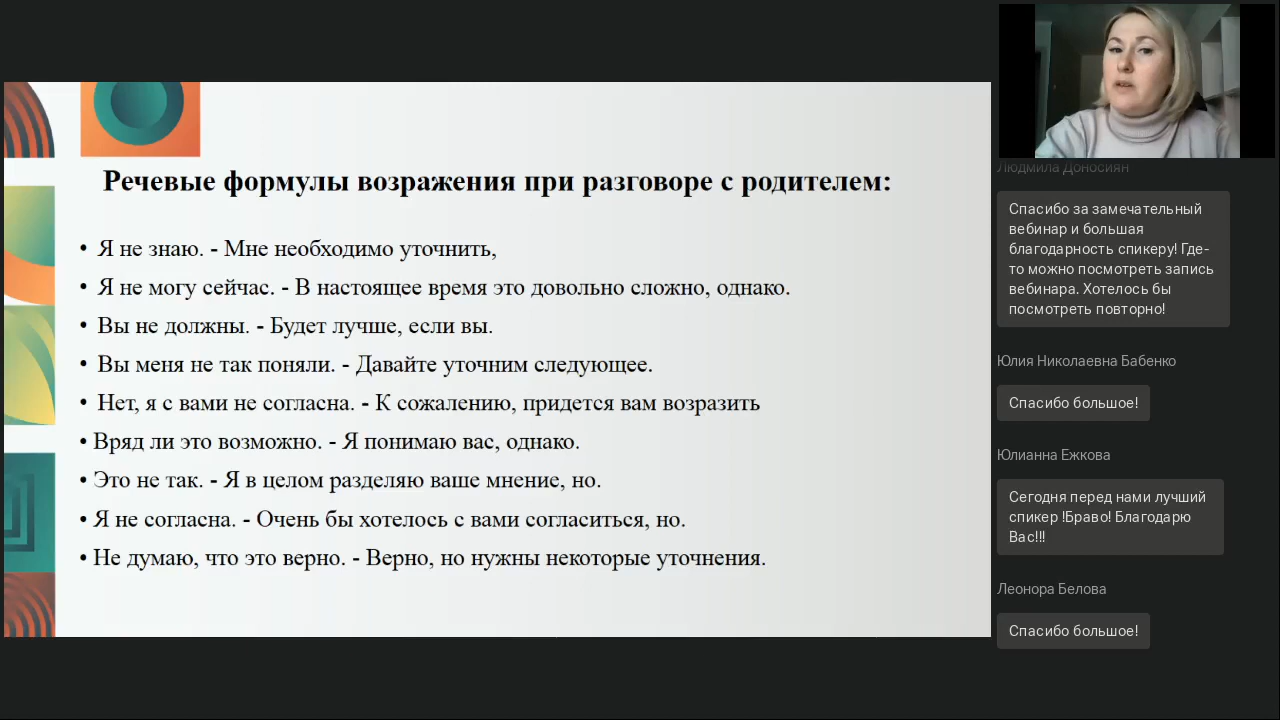 Речевые формулы возражения при разговоре с родителем:
• Я не знаю. - Мне необходимо уточнить,
• Я не могу сейчас. - В настоящее время это довольно сложно, однако.
• Вы не должны. - Будет лучше, если вы.
• Вы меня не так поняли. - Давайте уточним следующее.
• Нет, я с вами не согласна. - К сожалению, придется вам возразить
• Вряд ли это возможно. - Я понимаю вас, однако.
• Это не так. - Я в целом разделяю ваше мнение, но.
• Я не согласна. - Очень бы хотелось с вами согласиться, но.
• Не думаю, что это верно. - Верно, но нужны некоторые уточнения.
Людмила Доносиян
Спасибо за замечательный
вебинар и большая
благодарность спикеру! Где-
то можно посмотреть запись
вебинара. Хотелось бы
посмотреть повторно!
Юлия Николаевна Бабенко
Спасибо большое!
Юлианна Ежкова
Сегодня перед нами лучший
спикер !Браво! Благодарю
Вас!!!
Леонора Белова
Спасибо большое!